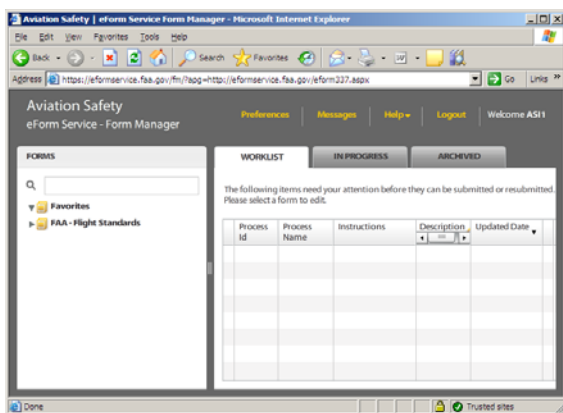 Aviation Safety | eForm Service Form Manager - Microsoft Internet Explorer
File Edit View Favorites Tools Help
Back Search Favorites
Address https://eformservice.faa.gov/fm/?apg=http://eformservice.faa.gov/eform337.aspx Go Links »
Aviation Safety
eForm Service - Form Manager
Preferences Messages Help Logout Welcome ASI1
FORMS
Favorites
FAA - Flight Standards
WORKLIST IN PROGRESS ARCHIVED
The following items need your attention before they can be submitted or resubmitted.
Please select a form to edit.
Process Id Process Name Instructions Description Updated Date
Done Trusted sites